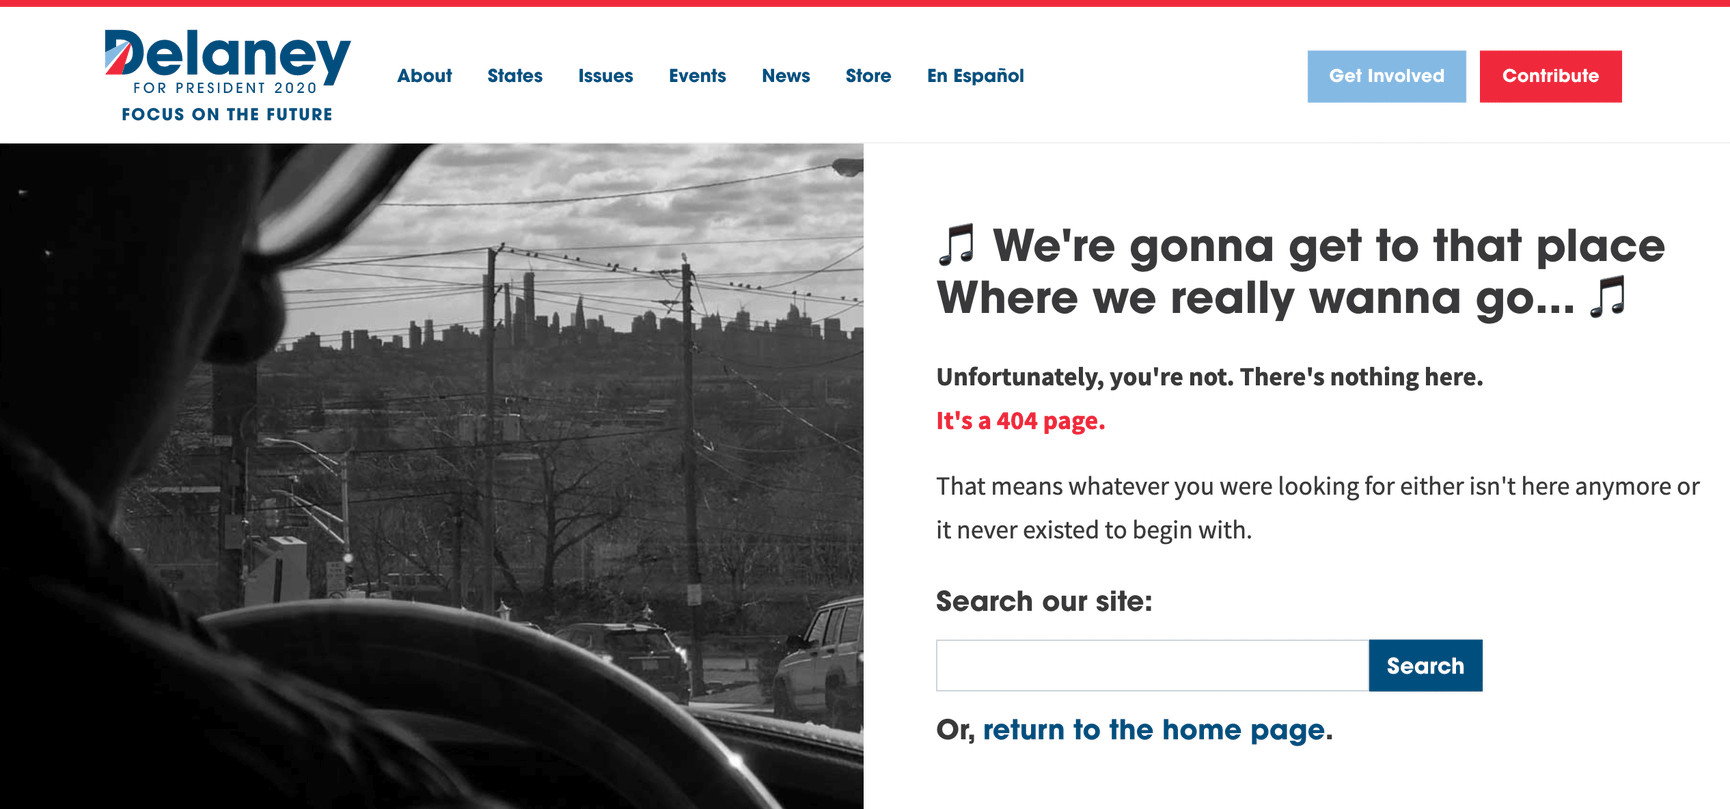 Delaney
FOR PRESIDENT 2020
FOCUS ON THE FUTURE
About States Issues Events News Store En Español
Get Involved Contribute
🎵 We're gonna get to that place
Where we really wanna go... 🎵
Unfortunately, you're not. There's nothing here.
It's a 404 page.
That means whatever you were looking for either isn't here anymore or
it never existed to begin with.
Search our site:
Search
Or, return to the home page.